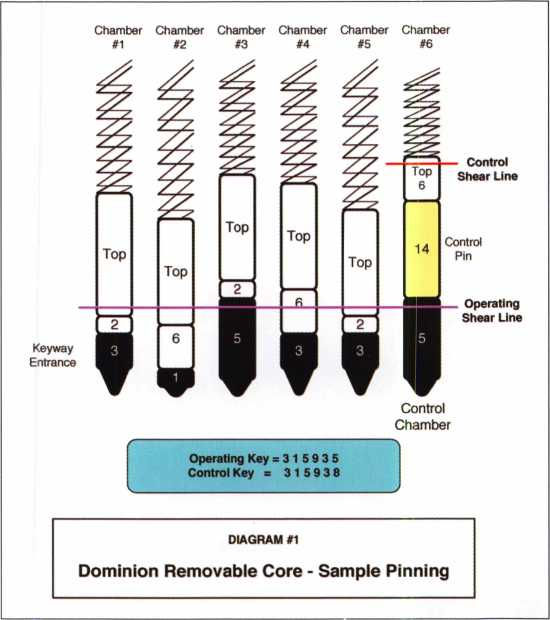 Chamber #1
Chamber #2
Chamber #3
Chamber #4
Chamber #5
Chamber #6
Control Shear Line
Top 6
Top
Top
Top
Top
Top
14
Control Pin
2
6
Operating Shear Line
2
6
5
2
5
Keyway Entrance
3
1
3
3
Control Chamber
Operating Key = 3 1 5 9 3 5
Control Key = 3 1 5 9 3 8
DIAGRAM #1
Dominion Removable Core - Sample Pinning